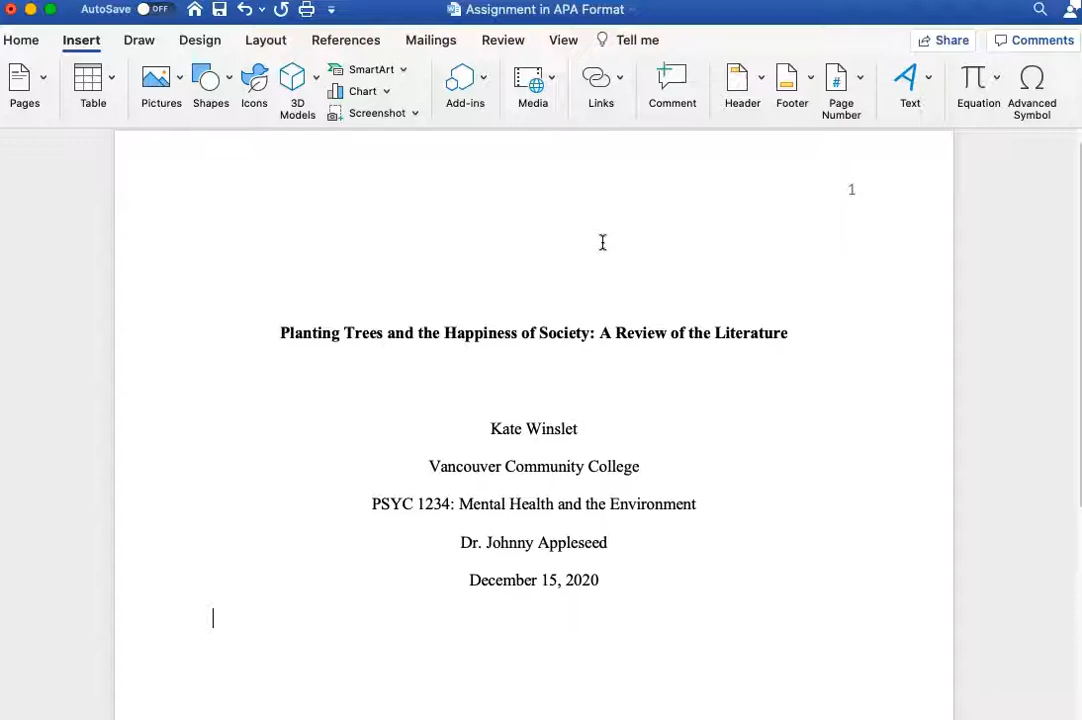 AutoSave OFF Assignment in APA Format
Home Insert Draw Design Layout References Mailings Review View Tell me Share Comments
Pages Table Pictures Shapes Icons 3D Models SmartArt Chart Screenshot Add-ins Media Links Comment Header Footer Page Number Text Equation Advanced Symbol
1
Planting Trees and the Happiness of Society: A Review of the Literature
Kate Winslet
Vancouver Community College
PSYC 1234: Mental Health and the Environment
Dr. Johnny Appleseed
December 15, 2020